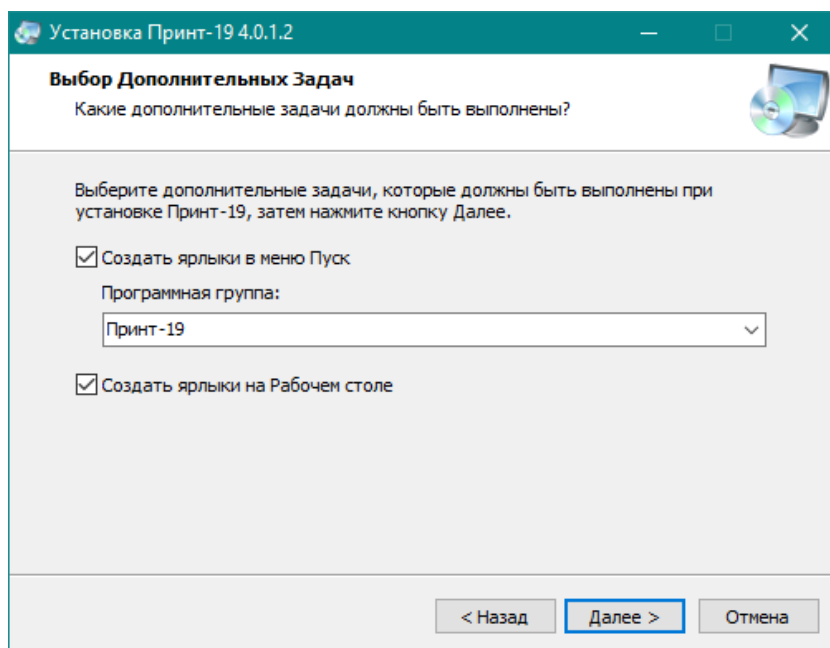 Установка Принт-19 4.0.1.2
Выбор Дополнительных Задач
Какие дополнительные задачи должны быть выполнены?
Выберите дополнительные задачи, которые должны быть выполнены при
установке Принт-19, затем нажмите кнопку Далее.
Создать ярлыки в меню Пуск
Программная группа:
Принт-19
Создать ярлыки на Рабочем столе
< Назад
Далее >
Отмена